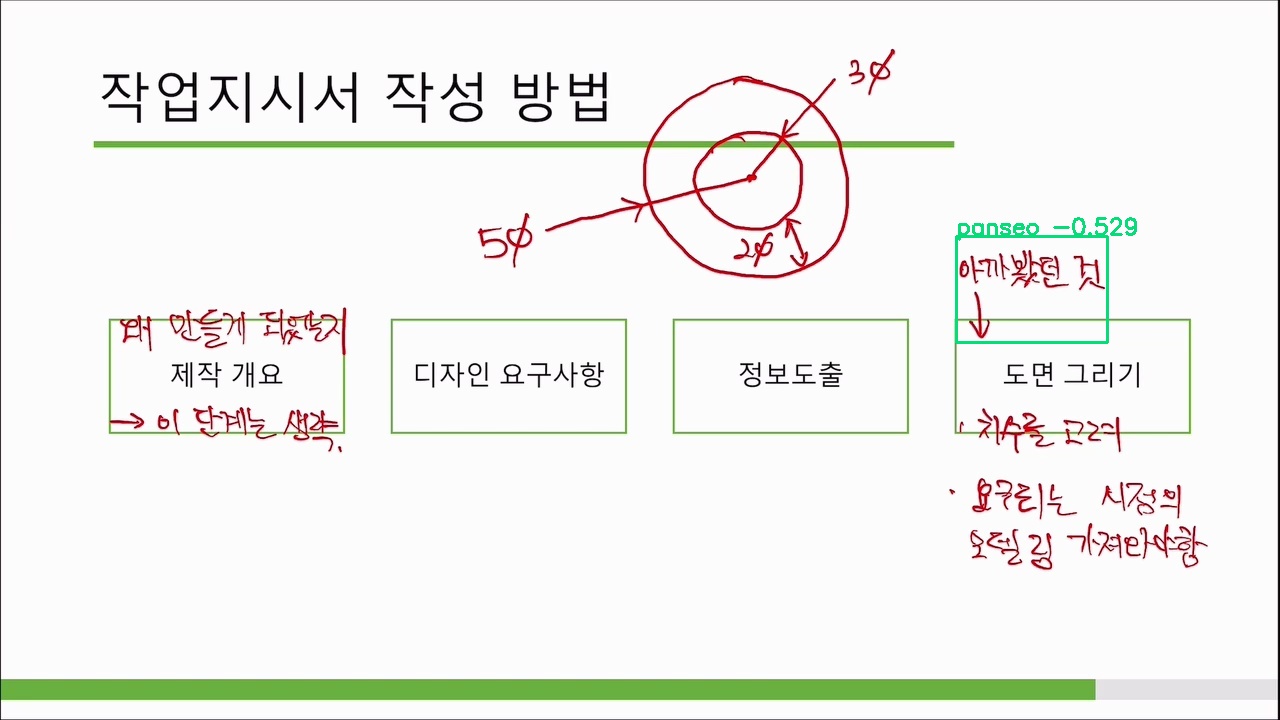 작업지시서 작성 방법
3∅
5∅
2∅
panseo -0.529
아까봤던 것
왜 만들게 되었는지
제작 개요
디자인 요구사항
정보도출
도면 그리기
→ 이 단계는 생략.
· 치수를 고려
· 요구되는 시점의
모델링 가져와야함